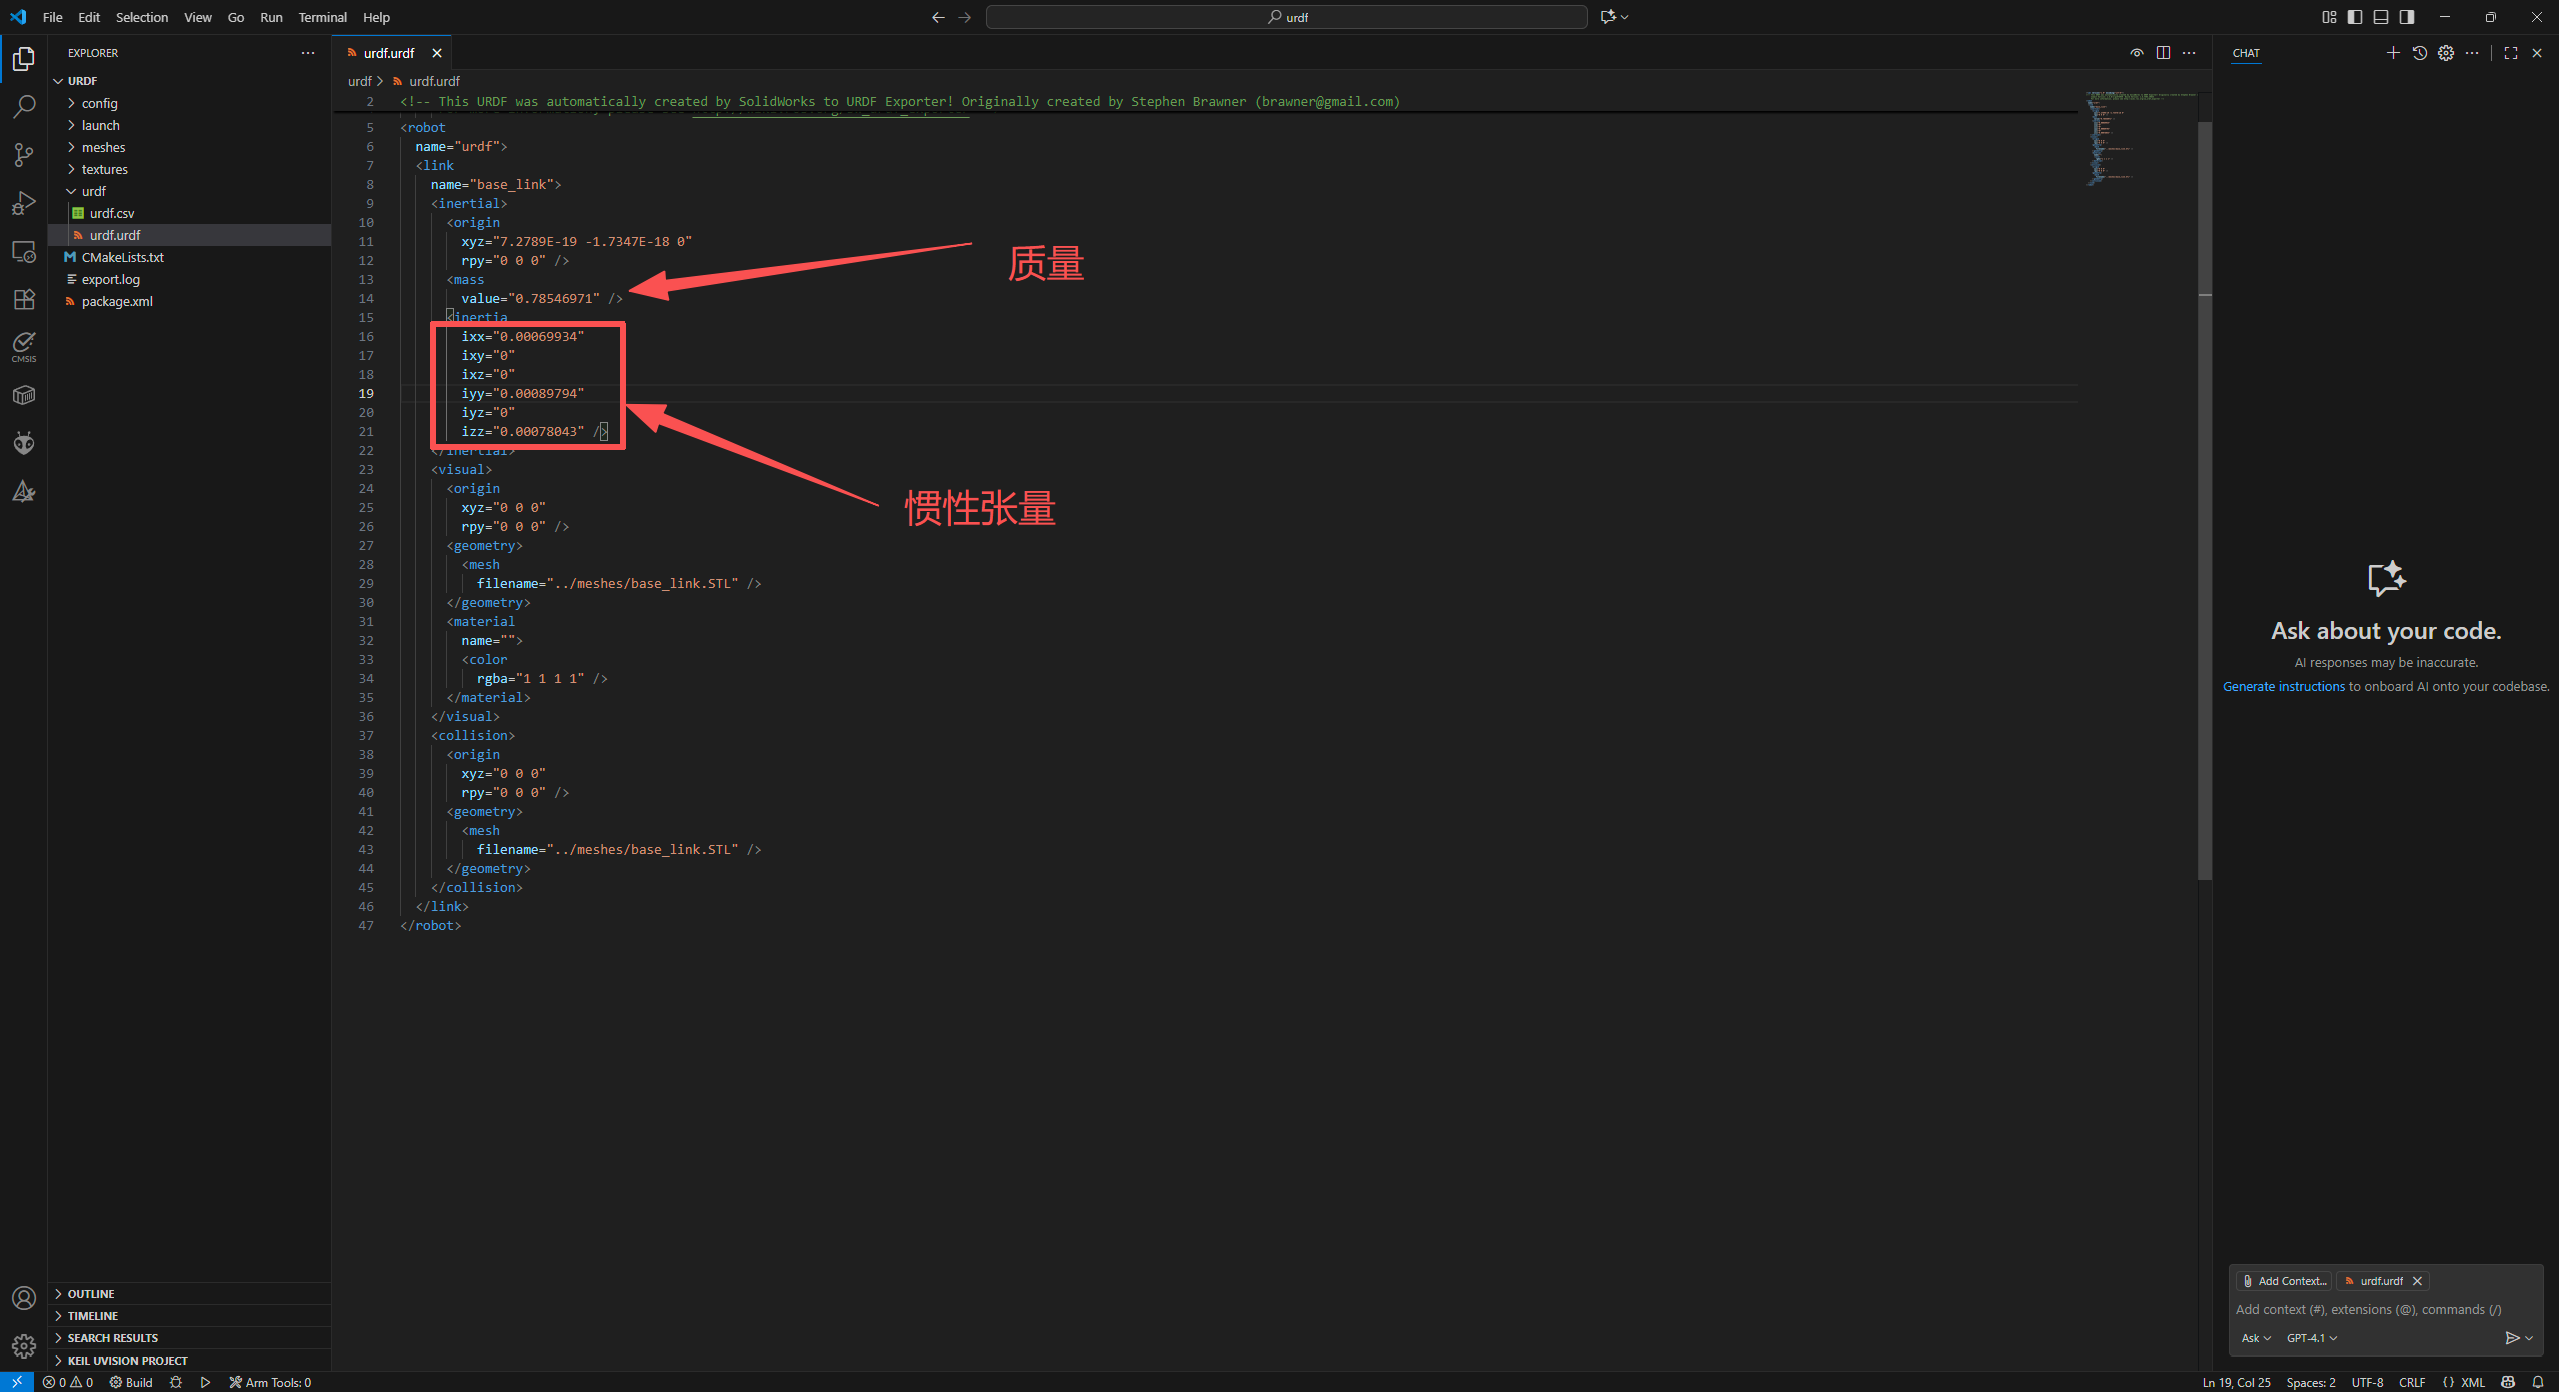 File Edit Selection View Go Run Terminal Help
urdf
EXPLORER
URDF
config
launch
meshes
textures
urdf
urdf.csv
urdf.urdf
CMakeLists.txt
export.log
package.xml
OUTLINE
TIMELINE
SEARCH RESULTS
KEIL UVISION PROJECT
CMSIS
urdf.urdf
urdf > urdf.urdf
2 <!-- This URDF was automatically created by SolidWorks to URDF Exporter! Originally created by Stephen Brawner (brawner@gmail.com)
5 <robot
6 name="urdf">
7 <link
8 name="base_link">
9 <inertial>
10 <origin
11 xyz="7.2789E-19 -1.7347E-18 0"
12 rpy="0 0 0" />
13 <mass
14 value="0.78546971" />
15 <inertia
16 ixx="0.00069934"
17 ixy="0"
18 ixz="0"
19 iyy="0.00089794"
20 iyz="0"
21 izz="0.00078043" />
22 </inertial>
23 <visual>
24 <origin
25 xyz="0 0 0"
26 rpy="0 0 0" />
27 <geometry>
28 <mesh
29 filename="../meshes/base_link.STL" />
30 </geometry>
31 <material
32 name="">
33 <color
34 rgba="1 1 1 1" />
35 </material>
36 </visual>
37 <collision>
38 <origin
39 xyz="0 0 0"
40 rpy="0 0 0" />
41 <geometry>
42 <mesh
43 filename="../meshes/base_link.STL" />
44 </geometry>
45 </collision>
46 </link>
47 </robot>
质量
惯性张量
CHAT
Ask about your code.
AI responses may be inaccurate.
Generate instructions to onboard AI onto your codebase.
Add Context... urdf.urdf
Add context (#), extensions (@), commands (/)
Ask GPT-4.1
0 0 Build Arm Tools: 0
Ln 19, Col 25 Spaces: 2 UTF-8 CRLF {} XML